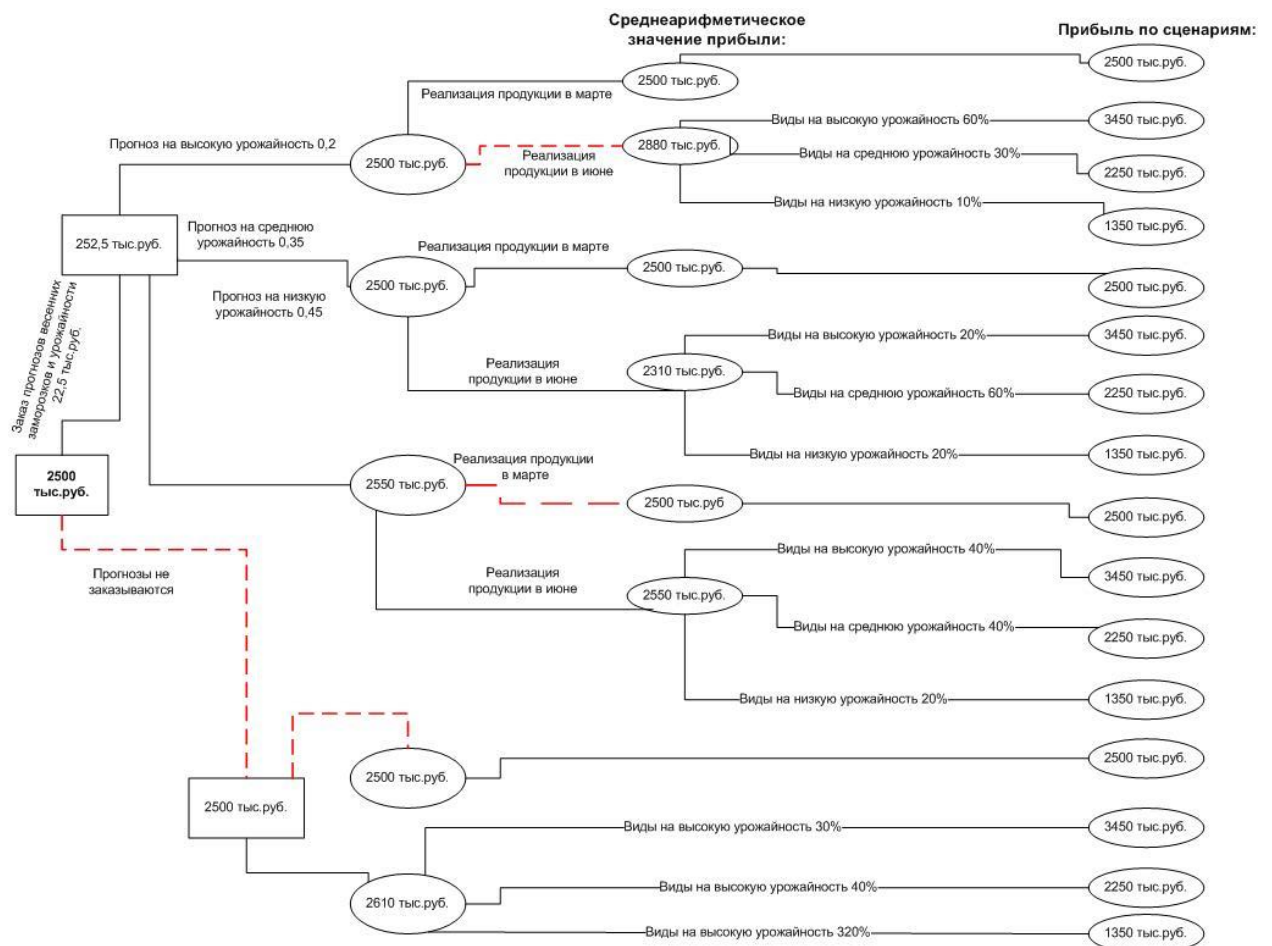 Среднеарифметическое
значение прибыли:
Прибыль по сценариям:
2500 тыс.руб.
2500 тыс.руб.
Реализация продукции в марте
Виды на высокую урожайность 60%
3450 тыс.руб.
Прогноз на высокую урожайность 0,2
2500 тыс.руб.
Реализация
продукции в июне
2880 тыс.руб.
Виды на среднюю урожайность 30%
2250 тыс.руб.
Виды на низкую урожайность 10%
1350 тыс.руб.
252,5 тыс.руб.
Прогноз на среднюю
урожайность 0,35
Реализация продукции в марте
2500 тыс.руб.
2500 тыс.руб.
2500 тыс.руб.
Прогноз на низкую
урожайность 0,45
Заказ прогнозов весенних
заморозков и урожайности
22,5 тыс.руб.
Виды на высокую урожайность 20%
3450 тыс.руб.
Реализация
продукции в июне
2310 тыс.руб.
Виды на среднюю урожайность 60%
2250 тыс.руб.
Виды на низкую урожайность 20%
1350 тыс.руб.
2500
тыс.руб.
2550 тыс.руб.
Реализация продукции
в марте
2500 тыс.руб
2500 тыс.руб.
Прогнозы не
заказываются
Виды на высокую урожайность 40%
3450 тыс.руб.
Реализация
продукции в июне
2550 тыс.руб.
Виды на среднюю урожайность 40%
2250 тыс.руб.
Виды на низкую урожайность 20%
1350 тыс.руб.
2500 тыс.руб.
2500 тыс.руб.
2500 тыс.руб.
Виды на высокую урожайность 30%
3450 тыс.руб.
2610 тыс.руб.
Виды на высокую урожайность 40%
2250 тыс.руб.
Виды на высокую урожайность 320%
1350 тыс.руб.